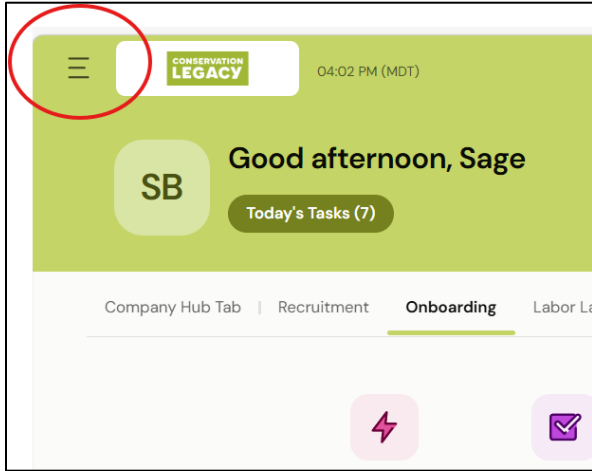 CONSERVATION
LEGACY
04:02 PM (MDT)
SB
Good afternoon, Sage
Today's Tasks (7)
Company Hub Tab | Recruitment Onboarding Labor